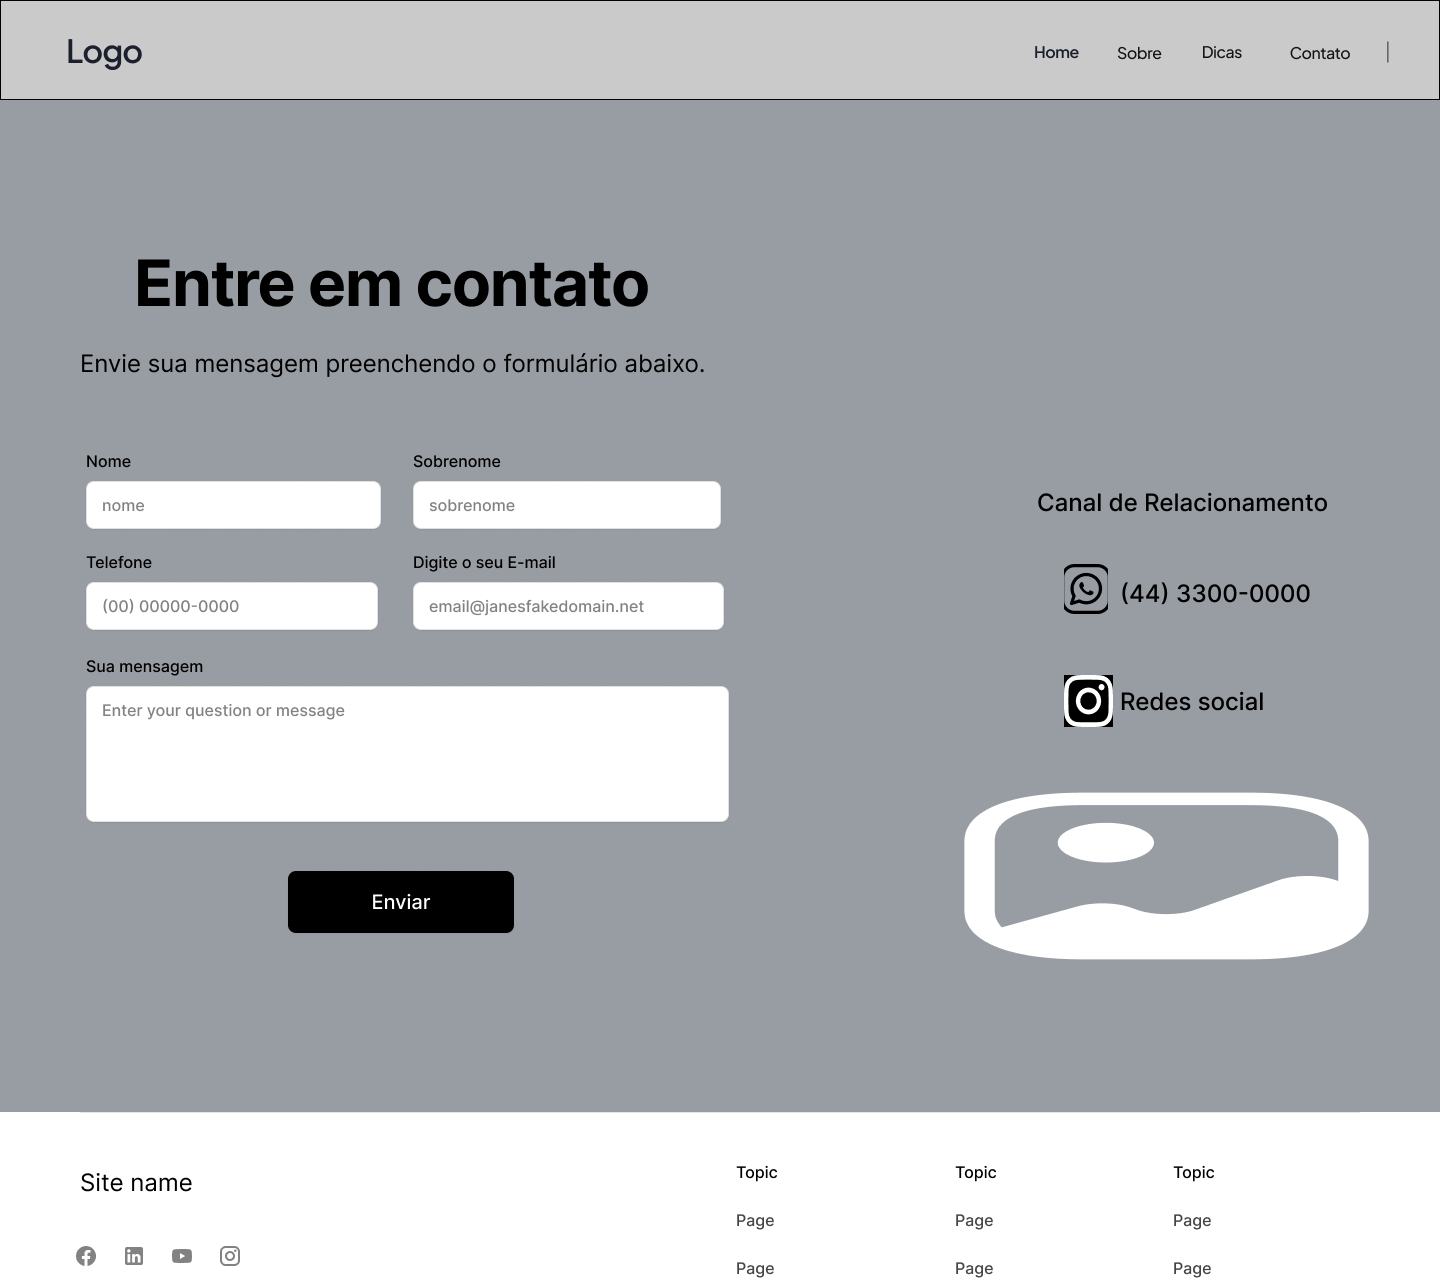 Logo
Home Sobre Dicas Contato |
Entre em contato
Envie sua mensagem preenchendo o formulário abaixo.
Nome Sobrenome
nome sobrenome
Telefone Digite o seu E-mail
(00) 00000-0000 email@janesfakedomain.net
Sua mensagem
Enter your question or message
Enviar
Canal de Relacionamento
(44) 3300-0000
Redes social
Site name
Topic Topic Topic
Page Page Page
Page Page Page